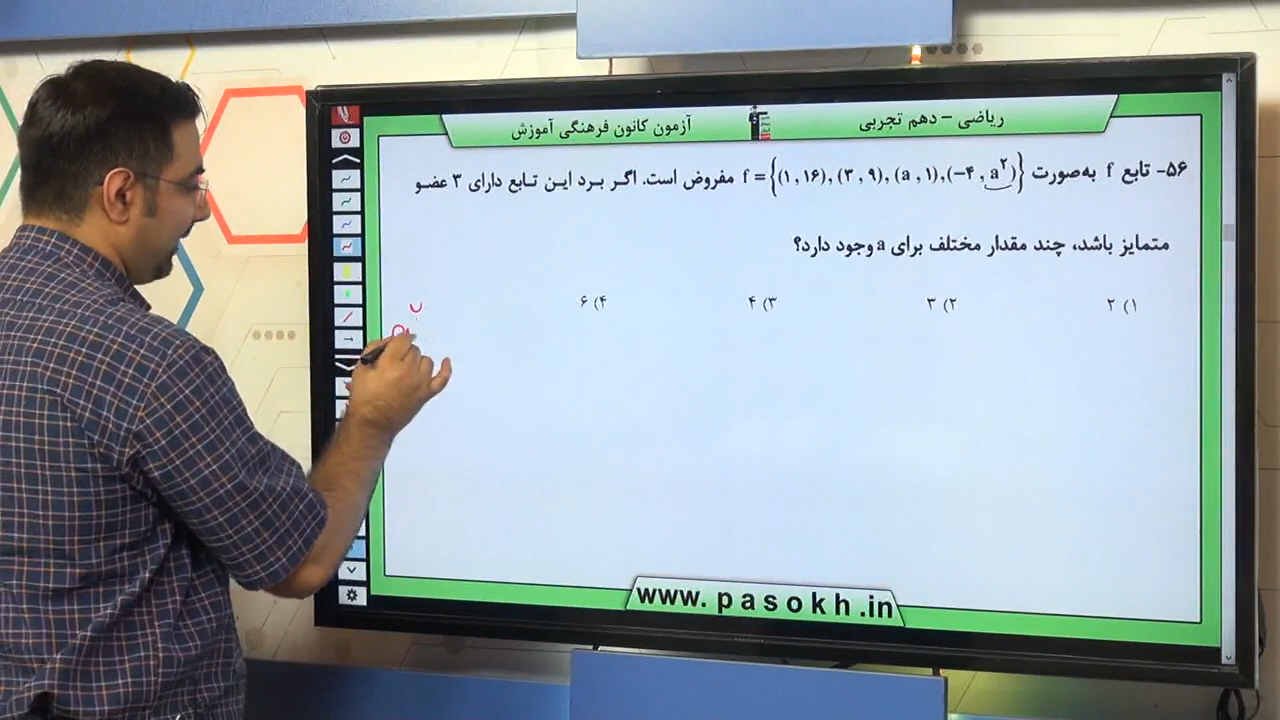 ریاضی – دهم تجربی
آزمون کانون فرهنگی آموزش
۵۶- تابع f به‌صورت f = {(۱ , ۱۶), (۳ , ۹), (a , ۱), (-۴ , a²)} مفروض است. اگر برد این تابع دارای ۳ عضو
متمایز باشد، چند مقدار مختلف برای a وجود دارد؟
۱) ۲ ۲) ۳ ۳) ۴ ۴) ۶
www.pasokh.in